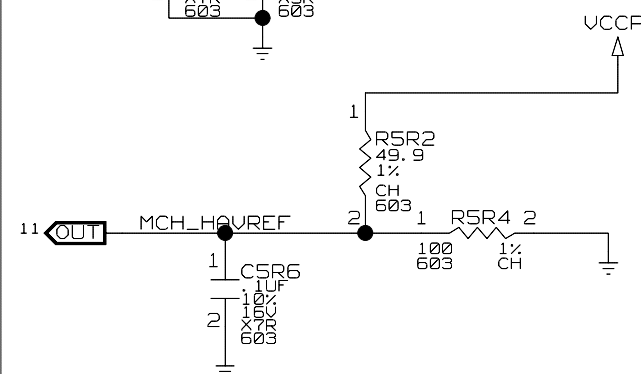 603
603
VCCP
1
R5R2
49.9
1%
CH
603
2
11
OUT
MCH_HAVREF
1
R5R4
2
100
603
1%
CH
1
C5R6
.1UF
10%
16V
X7R
603
2